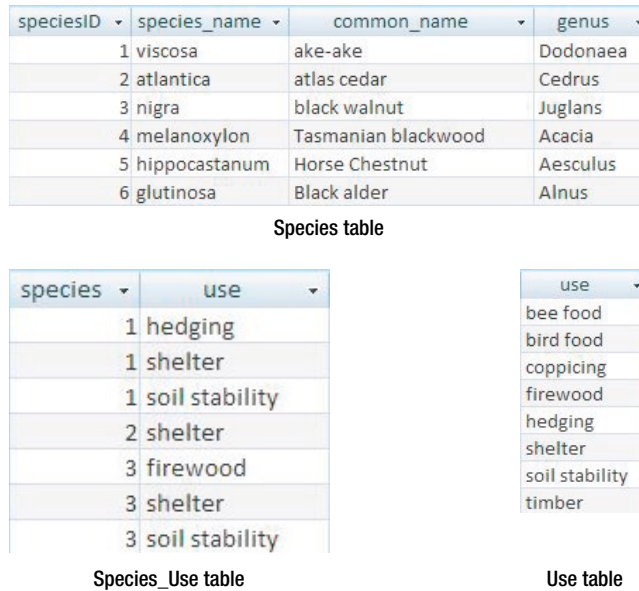 speciesID species_name common_name genus
1 viscosa ake-ake Dodonaea
2 atlantica atlas cedar Cedrus
3 nigra black walnut Juglans
4 melanoxylon Tasmanian blackwood Acacia
5 hippocastanum Horse Chestnut Aesculus
6 glutinosa Black alder Alnus
Species table
species use
1 hedging
1 shelter
1 soil stability
2 shelter
3 firewood
3 shelter
3 soil stability
Species_Use table
use
bee food
bird food
coppicing
firewood
hedging
shelter
soil stability
timber
Use table